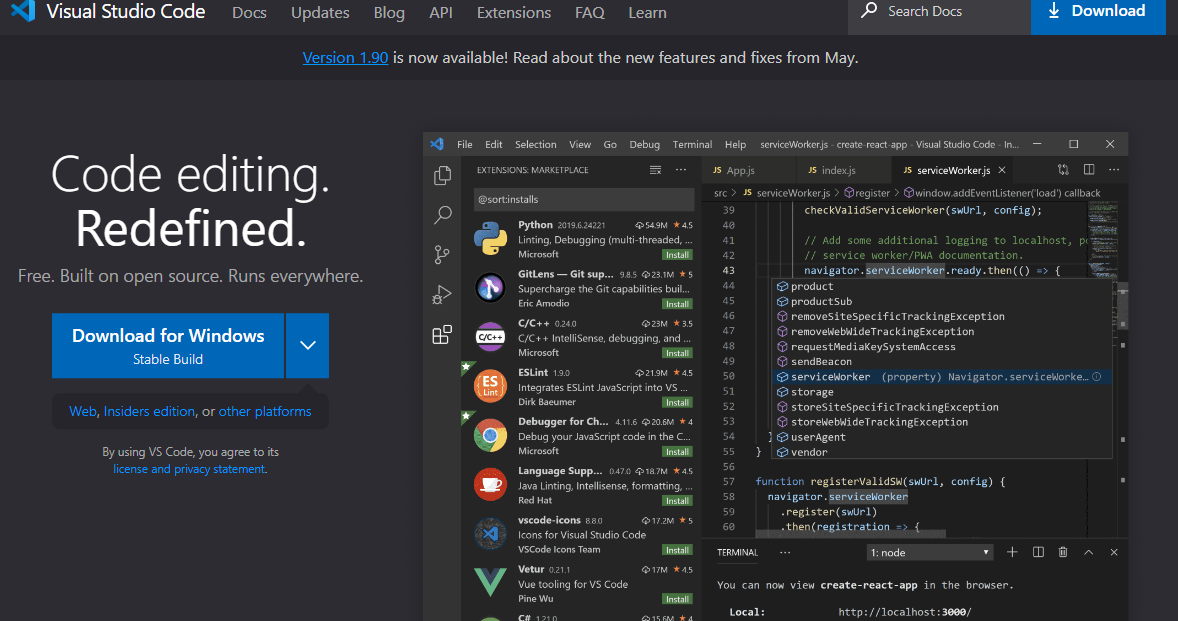 Visual Studio Code Docs Updates Blog API Extensions FAQ Learn Search Docs Download
Version 1.90 is now available! Read about the new features and fixes from May.
Code editing.
Redefined.
Free. Built on open source. Runs everywhere.
Download for Windows
Stable Build
Web, Insiders edition, or other platforms
By using VS Code, you agree to its
license and privacy statement.
File Edit Selection View Go Debug Terminal Help serviceWorker.js - create-react-app - Visual Studio Code - In...
EXTENSIONS: MARKETPLACE
@sort:installs
Python 2019.6.24221 54.9M ★ 4.5
Linting, Debugging (multi-threaded, ...
Microsoft Install
GitLens — Git sup... 9.8.5 23.1M ★ 5
Supercharge the Git capabilities buil...
Eric Amodio Install
C/C++
C/C++ 0.24.0 23M ★ 3.5
C/C++ IntelliSense, debugging, and ...
Microsoft Install
ES
Lint
ESLint 1.9.0 21.9M ★ 4.5
Integrates ESLint JavaScript into VS ...
Dirk Baeumer Install
Debugger for Ch... 4.11.6 20.6M ★ 4
Debug your JavaScript code in the C...
Microsoft Install
Language Supp... 0.47.0 18.7M ★ 4.5
Java Linting, Intellisense, formatting, ...
Red Hat Install
vscode-icons 8.8.0 17.2M ★ 5
Icons for Visual Studio Code
VSCode Icons Team Install
Vetur 0.21.1 17M ★ 4.5
Vue tooling for VS Code
Pine Wu Install
C# 1.21.0 15.6M ★ 4
JS App.js JS index.js JS serviceWorker.js
src > JS serviceWorker.js > register > window.addEventListener('load') callback
39 checkValidServiceWorker(swUrl, config);
40
41 // Add some additional logging to localhost, po
42 // service worker/PWA documentation.
43 navigator.serviceWorker.ready.then(() => {
44 product
45 productSub
46 removeSiteSpecificTrackingException
47 removeWebWideTrackingException
48 requestMediaKeySystemAccess
49 sendBeacon
50 serviceWorker (property) Navigator.serviceWorke...
51 storage
52 storeSiteSpecificTrackingException
53 storeWebWideTrackingException
54 } userAgent
55 } vendor
56
57 function registerValidSW(swUrl, config) {
58 navigator.serviceWorker
59 .register(swUrl)
60 .then(registration => {
TERMINAL ... 1: node
You can now view create-react-app in the browser.
Local: http://localhost:3000/